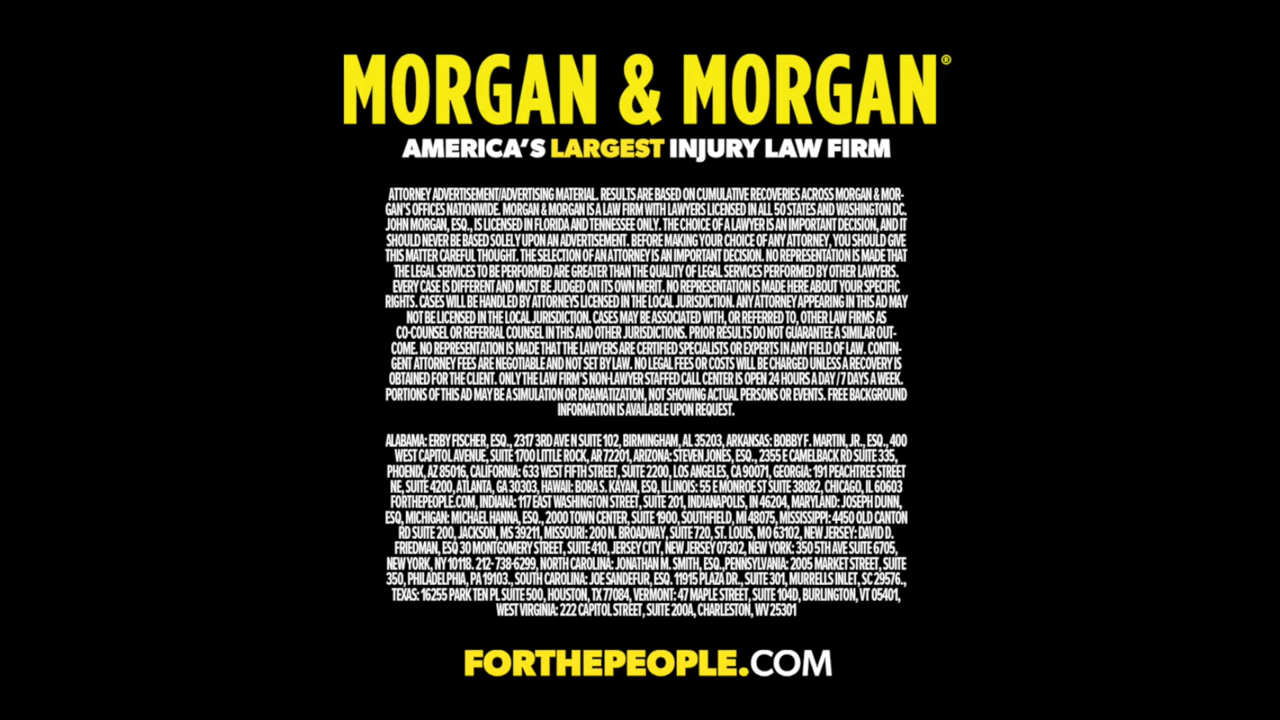 MORGAN & MORGAN®
AMERICA'S LARGEST INJURY LAW FIRM
ATTORNEY ADVERTISEMENT/ADVERTISING MATERIAL. RESULTS ARE BASED ON CUMULATIVE RECOVERIES ACROSS MORGAN & MOR-
GAN'S OFFICES NATIONWIDE. MORGAN & MORGAN IS A LAW FIRM WITH LAWYERS LICENSED IN ALL 50 STATES AND WASHINGTON DC.
JOHN MORGAN, ESQ., IS LICENSED IN FLORIDA AND TENNESSEE ONLY. THE CHOICE OF A LAWYER IS AN IMPORTANT DECISION, AND IT
SHOULD NEVER BE BASED SOLELY UPON AN ADVERTISEMENT. BEFORE MAKING YOUR CHOICE OF ANY ATTORNEY, YOU SHOULD GIVE
THIS MATTER CAREFUL THOUGHT. THE SELECTION OF AN ATTORNEY IS AN IMPORTANT DECISION. NO REPRESENTATION IS MADE THAT
THE LEGAL SERVICES TO BE PERFORMED ARE GREATER THAN THE QUALITY OF LEGAL SERVICES PERFORMED BY OTHER LAWYERS.
EVERY CASE IS DIFFERENT AND MUST BE JUDGED ON ITS OWN MERIT. NO REPRESENTATION IS MADE HERE ABOUT YOUR SPECIFIC
RIGHTS. CASES WILL BE HANDLED BY ATTORNEYS LICENSED IN THE LOCAL JURISDICTION. ANY ATTORNEY APPEARING IN THIS AD MAY
NOT BE LICENSED IN THE LOCAL JURISDICTION. CASES MAY BE ASSOCIATED WITH, OR REFERRED TO, OTHER LAW FIRMS AS
CO-COUNSEL OR REFERRAL COUNSEL IN THIS AND OTHER JURISDICTIONS. PRIOR RESULTS DO NOT GUARANTEE A SIMILAR OUT-
COME. NO REPRESENTATION IS MADE THAT THE LAWYERS ARE CERTIFIED SPECIALISTS OR EXPERTS IN ANY FIELD OF LAW. CONTIN-
GENT ATTORNEY FEES ARE NEGOTIABLE AND NOT SET BY LAW. NO LEGAL FEES OR COSTS WILL BE CHARGED UNLESS A RECOVERY IS
OBTAINED FOR THE CLIENT. ONLY THE LAW FIRM'S NON-LAWYER STAFFED CALL CENTER IS OPEN 24 HOURS A DAY / 7 DAYS A WEEK.
PORTIONS OF THIS AD MAY BE A SIMULATION OR DRAMATIZATION, NOT SHOWING ACTUAL PERSONS OR EVENTS. FREE BACKGROUND
INFORMATION IS AVAILABLE UPON REQUEST.
ALABAMA: ERBY FISCHER, ESQ., 2317 3RD AVE N SUITE 102, BIRMINGHAM, AL 35203, ARKANSAS: BOBBY F. MARTIN, JR., ESQ., 400
WEST CAPITOL AVENUE, SUITE 1700 LITTLE ROCK, AR 72201, ARIZONA: STEVEN JONES, ESQ., 2355 E CAMELBACK RD SUITE 335,
PHOENIX, AZ 85016, CALIFORNIA: 633 WEST FIFTH STREET, SUITE 2200, LOS ANGELES, CA 90071, GEORGIA: 191 PEACHTREE STREET
NE, SUITE 4200, ATLANTA, GA 30303, HAWAII: BORA S. KAYAN, ESQ, ILLINOIS: 55 E MONROE ST SUITE 38082, CHICAGO, IL 60603
FORTHEPEOPLE.COM, INDIANA: 117 EAST WASHINGTON STREET, SUITE 201, INDIANAPOLIS, IN 46204, MARYLAND: JOSEPH DUNN,
ESQ, MICHIGAN: MICHAEL HANNA, ESQ., 2000 TOWN CENTER, SUITE 1900, SOUTHFIELD, MI 48075, MISSISSIPPI: 4450 OLD CANTON
RD SUITE 200, JACKSON, MS 39211, MISSOURI: 200 N. BROADWAY, SUITE 720, ST. LOUIS, MO 63102, NEW JERSEY: DAVID D.
FRIEDMAN, ESQ 30 MONTGOMERY STREET, SUITE 410, JERSEY CITY, NEW JERSEY 07302, NEW YORK: 350 5TH AVE SUITE 6705,
NEW YORK, NY 10118. 212-738-6299, NORTH CAROLINA: JONATHAN M. SMITH, ESQ.,PENNSYLVANIA: 2005 MARKET STREET, SUITE
350, PHILADELPHIA, PA 19103., SOUTH CAROLINA: JOE SANDEFUR, ESQ. 11915 PLAZA DR., SUITE 301, MURRELLS INLET, SC 29576.,
TEXAS: 16255 PARK TEN PL SUITE 500, HOUSTON, TX 77084, VERMONT: 47 MAPLE STREET, SUITE 104D, BURLINGTON, VT 05401,
WEST VIRGINIA: 222 CAPITOL STREET, SUITE 200A, CHARLESTON, WV 25301
FORTHEPEOPLE.COM